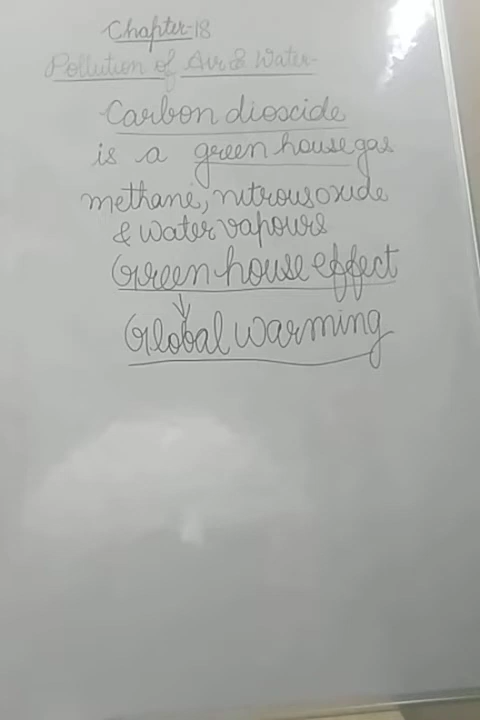 Chapter-18
Pollution of Air & Water-
Carbon dioxide
is a green house gas
methane, nitrous oxide
& water vapours
Green house effect
↓
Global warming